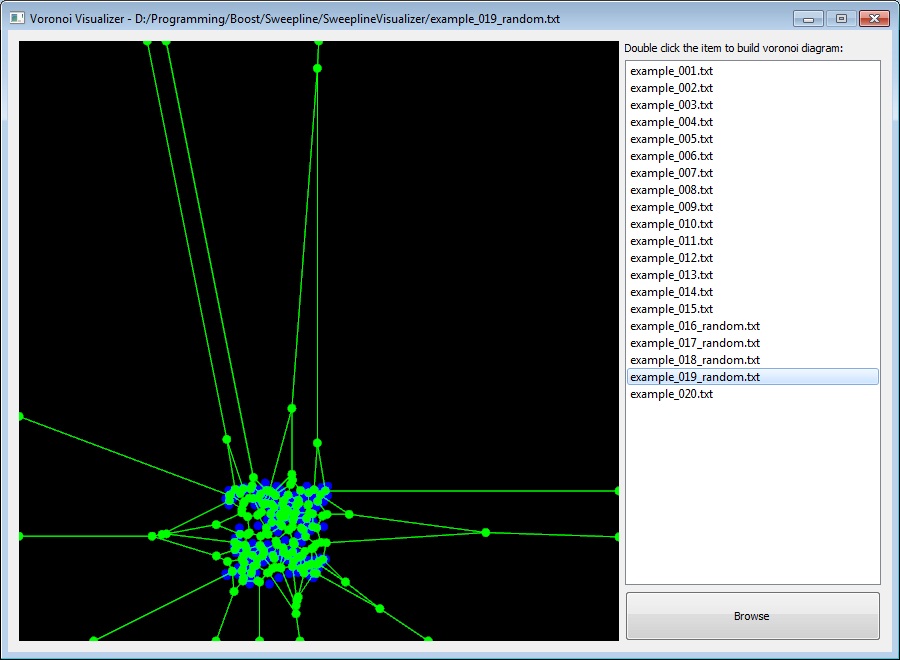 Voronoi Visualizer - D:/Programming/Boost/Sweepline/SweeplineVisualizer/example_019_random.txt
Double click the item to build voronoi diagram:
example_001.txt
example_002.txt
example_003.txt
example_004.txt
example_005.txt
example_006.txt
example_007.txt
example_008.txt
example_009.txt
example_010.txt
example_011.txt
example_012.txt
example_013.txt
example_014.txt
example_015.txt
example_016_random.txt
example_017_random.txt
example_018_random.txt
example_019_random.txt
example_020.txt
Browse